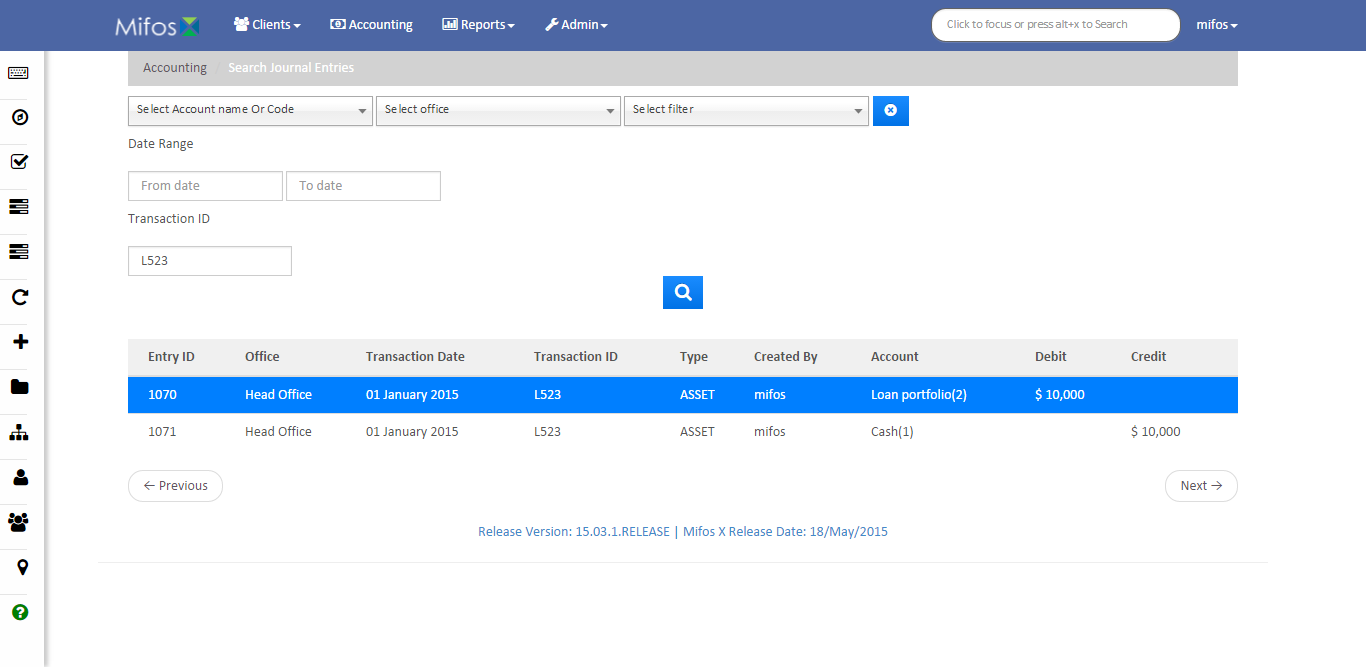 Mifos X Clients Accounting Reports Admin Click to focus or press alt+x to Search mifos
Accounting / Search Journal Entries
Select Account name Or Code Select office Select filter
Date Range
From date To date
Transaction ID
L523
Entry ID Office Transaction Date Transaction ID Type Created By Account Debit Credit
1070 Head Office 01 January 2015 L523 ASSET mifos Loan portfolio(2) $ 10,000
1071 Head Office 01 January 2015 L523 ASSET mifos Cash(1) $ 10,000
← Previous Next →
Release Version: 15.03.1.RELEASE | Mifos X Release Date: 18/May/2015